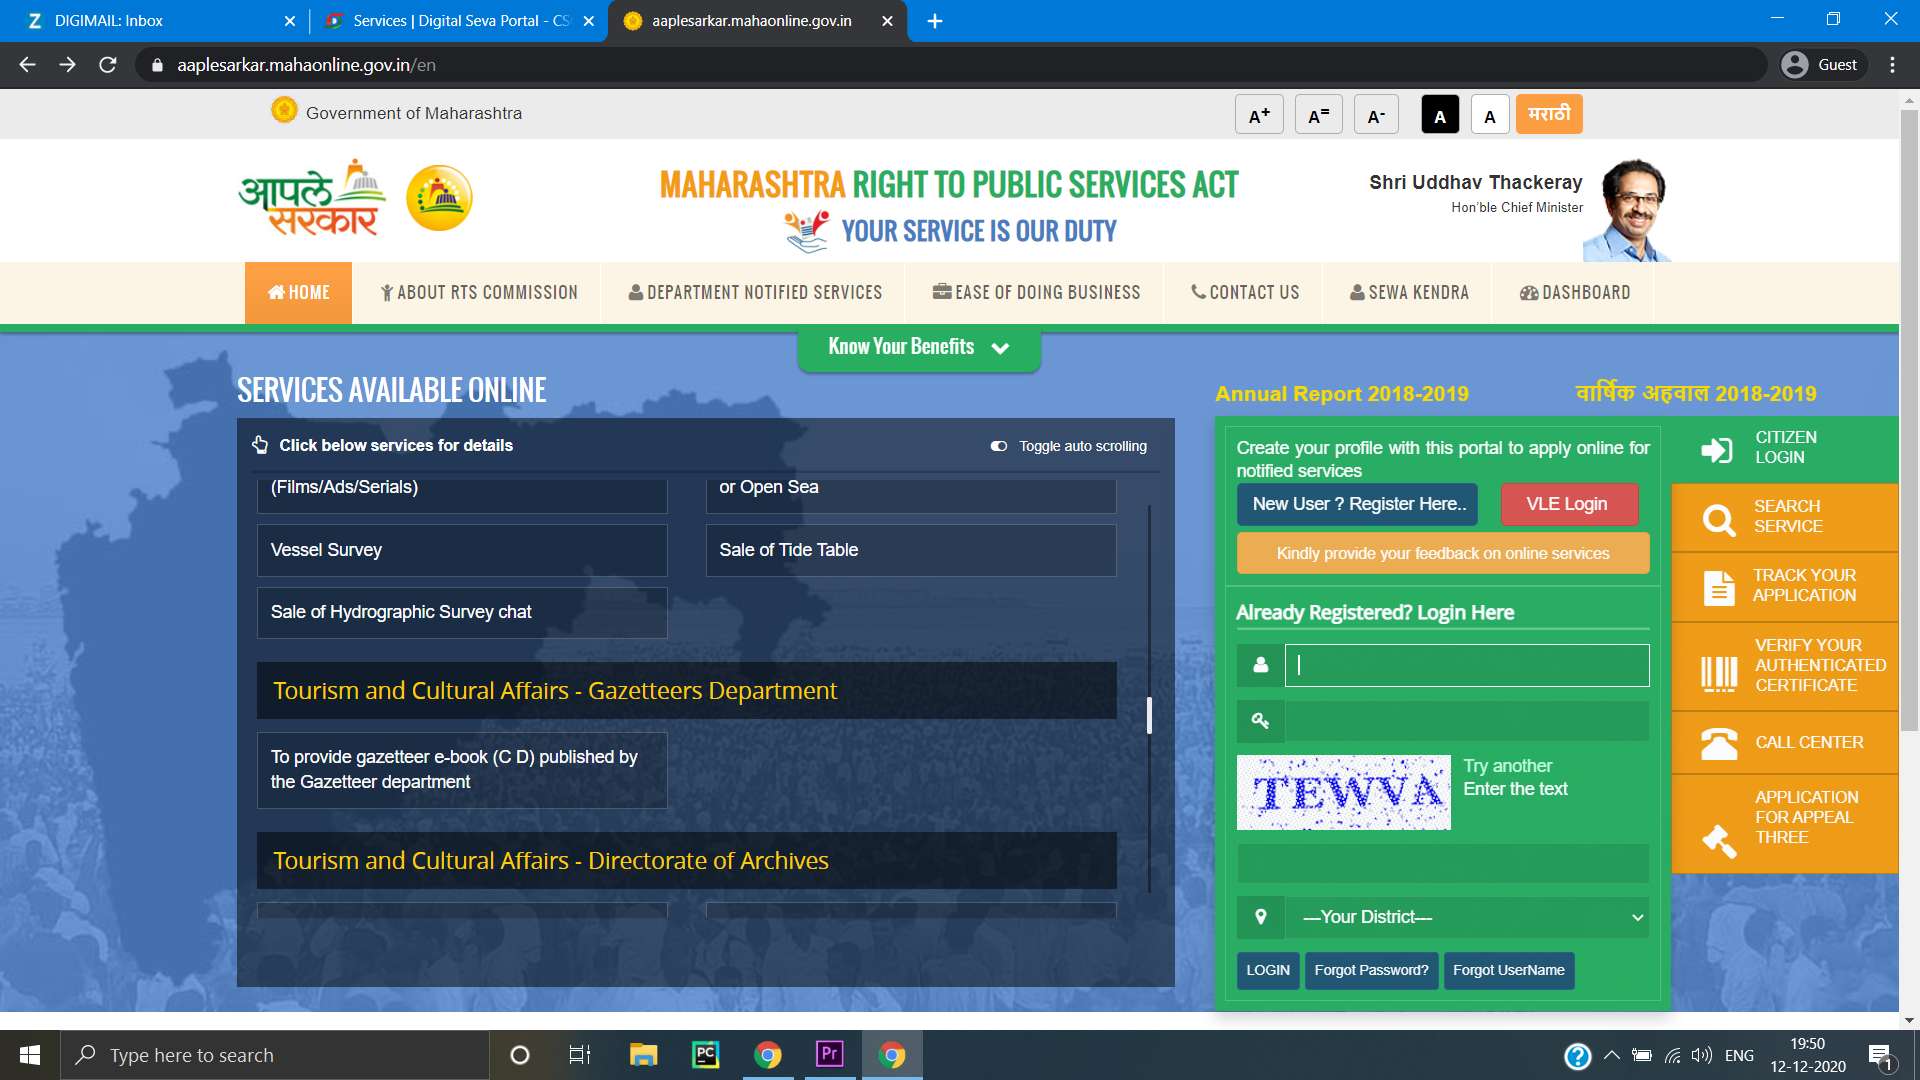 DIGIMAIL: Inbox
Services | Digital Seva Portal - CS
aaplesarkar.mahaonline.gov.in
aaplesarkar.mahaonline.gov.in/en
Guest
Government of Maharashtra
A+
A=
A-
A
A
मराठी
आपले
सरकार
MAHARASHTRA RIGHT TO PUBLIC SERVICES ACT
YOUR SERVICE IS OUR DUTY
Shri Uddhav Thackeray
Hon'ble Chief Minister
HOME
ABOUT RTS COMMISSION
DEPARTMENT NOTIFIED SERVICES
EASE OF DOING BUSINESS
CONTACT US
SEWA KENDRA
DASHBOARD
Know Your Benefits
SERVICES AVAILABLE ONLINE
Click below services for details
Toggle auto scrolling
(Films/Ads/Serials)
or Open Sea
Vessel Survey
Sale of Tide Table
Sale of Hydrographic Survey chat
Tourism and Cultural Affairs - Gazetteers Department
To provide gazetteer e-book (C D) published by
the Gazetteer department
Tourism and Cultural Affairs - Directorate of Archives
Annual Report 2018-2019
वार्षिक अहवाल 2018-2019
Create your profile with this portal to apply online for
notified services
New User ? Register Here..
VLE Login
Kindly provide your feedback on online services
Already Registered? Login Here
TEWVA
Try another
Enter the text
---Your District---
LOGIN
Forgot Password?
Forgot UserName
CITIZEN
LOGIN
SEARCH
SERVICE
TRACK YOUR
APPLICATION
VERIFY YOUR
AUTHENTICATED
CERTIFICATE
CALL CENTER
APPLICATION
FOR APPEAL
THREE
Type here to search
PC
Pr
ENG
19:50
12-12-2020
1